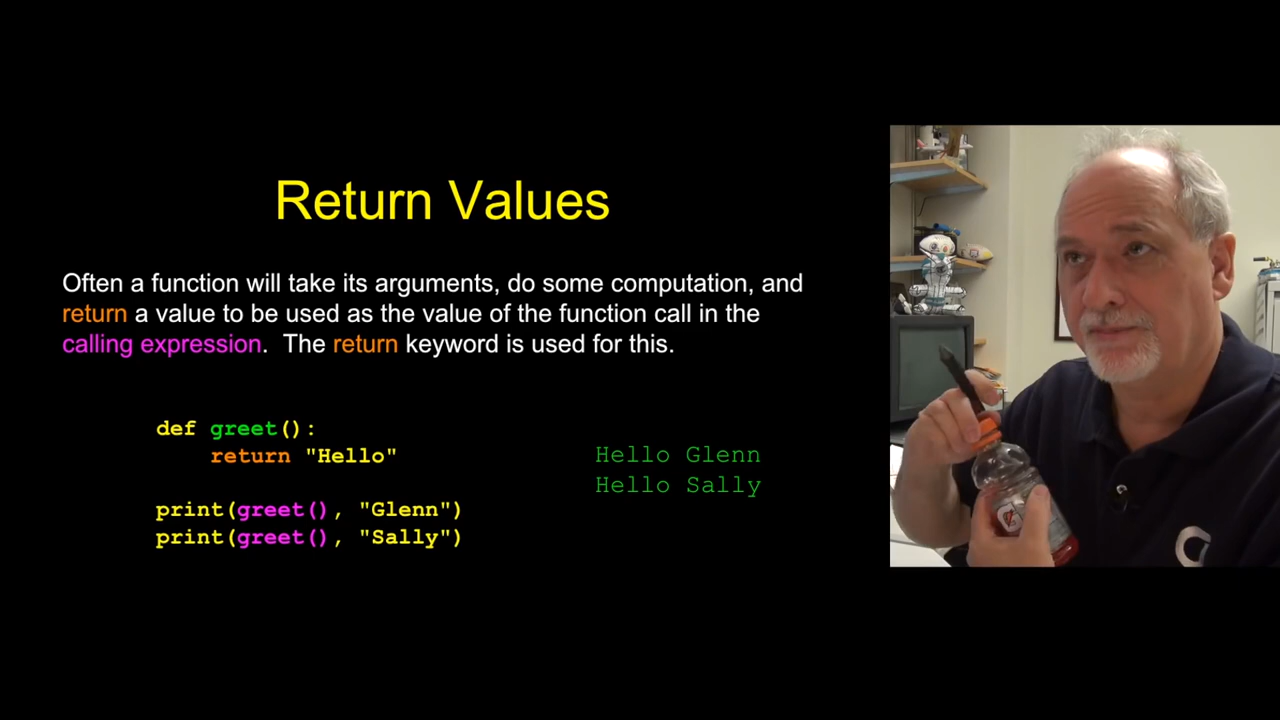 Return Values
Often a function will take its arguments, do some computation, and
return a value to be used as the value of the function call in the
calling expression.  The return keyword is used for this.
def greet():
    return "Hello"
print(greet(), "Glenn")
print(greet(), "Sally")
Hello Glenn
Hello Sally